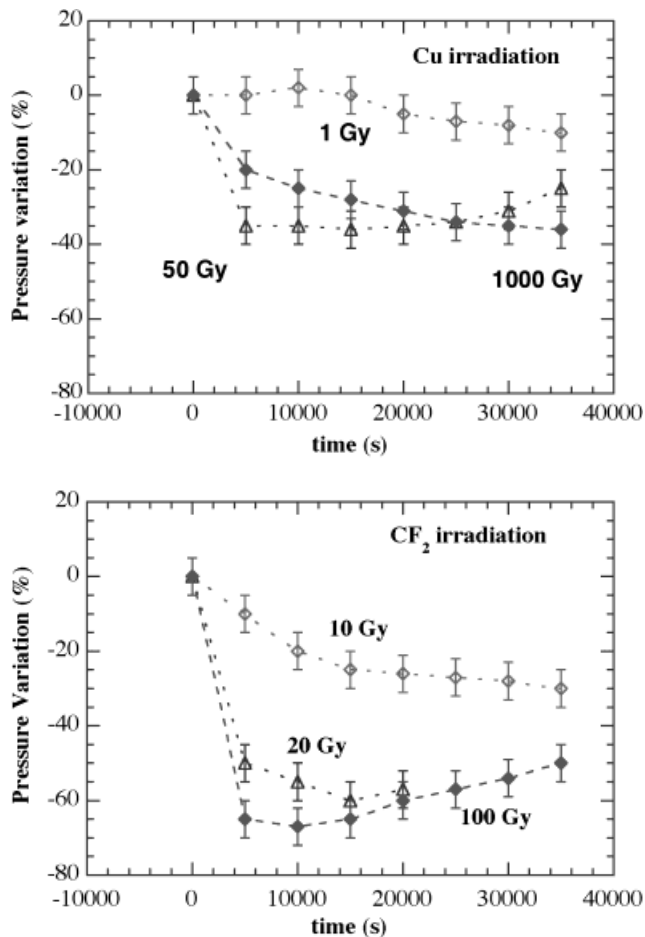 20
Cu irradiation
0
1 Gy
-20
-40
50 Gy
1000 Gy
-60
-80
Pressure variation (%)
-10000 0 10000 20000 30000 40000
time (s)
20
CF₂ irradiation
0
10 Gy
-20
-40
20 Gy
-60
100 Gy
-80
Pressure Variation (%)
-10000 0 10000 20000 30000 40000
time (s)